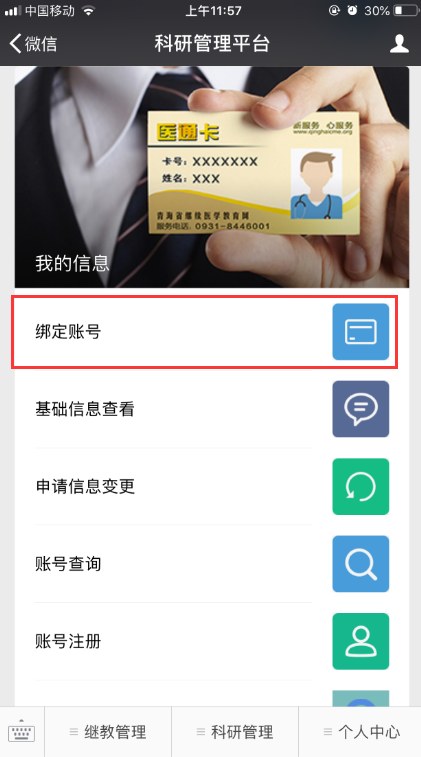 中国移动
上午11:57
30%
微信
科研管理平台
医通卡
新服务 心服务
www.qinghaicme.org
卡号：XXXXXXX
姓名：XXX
青海省继续医学教育网
服务电话：0931-8446001
我的信息
绑定账号
基础信息查看
申请信息变更
账号查询
账号注册
继教管理
科研管理
个人中心